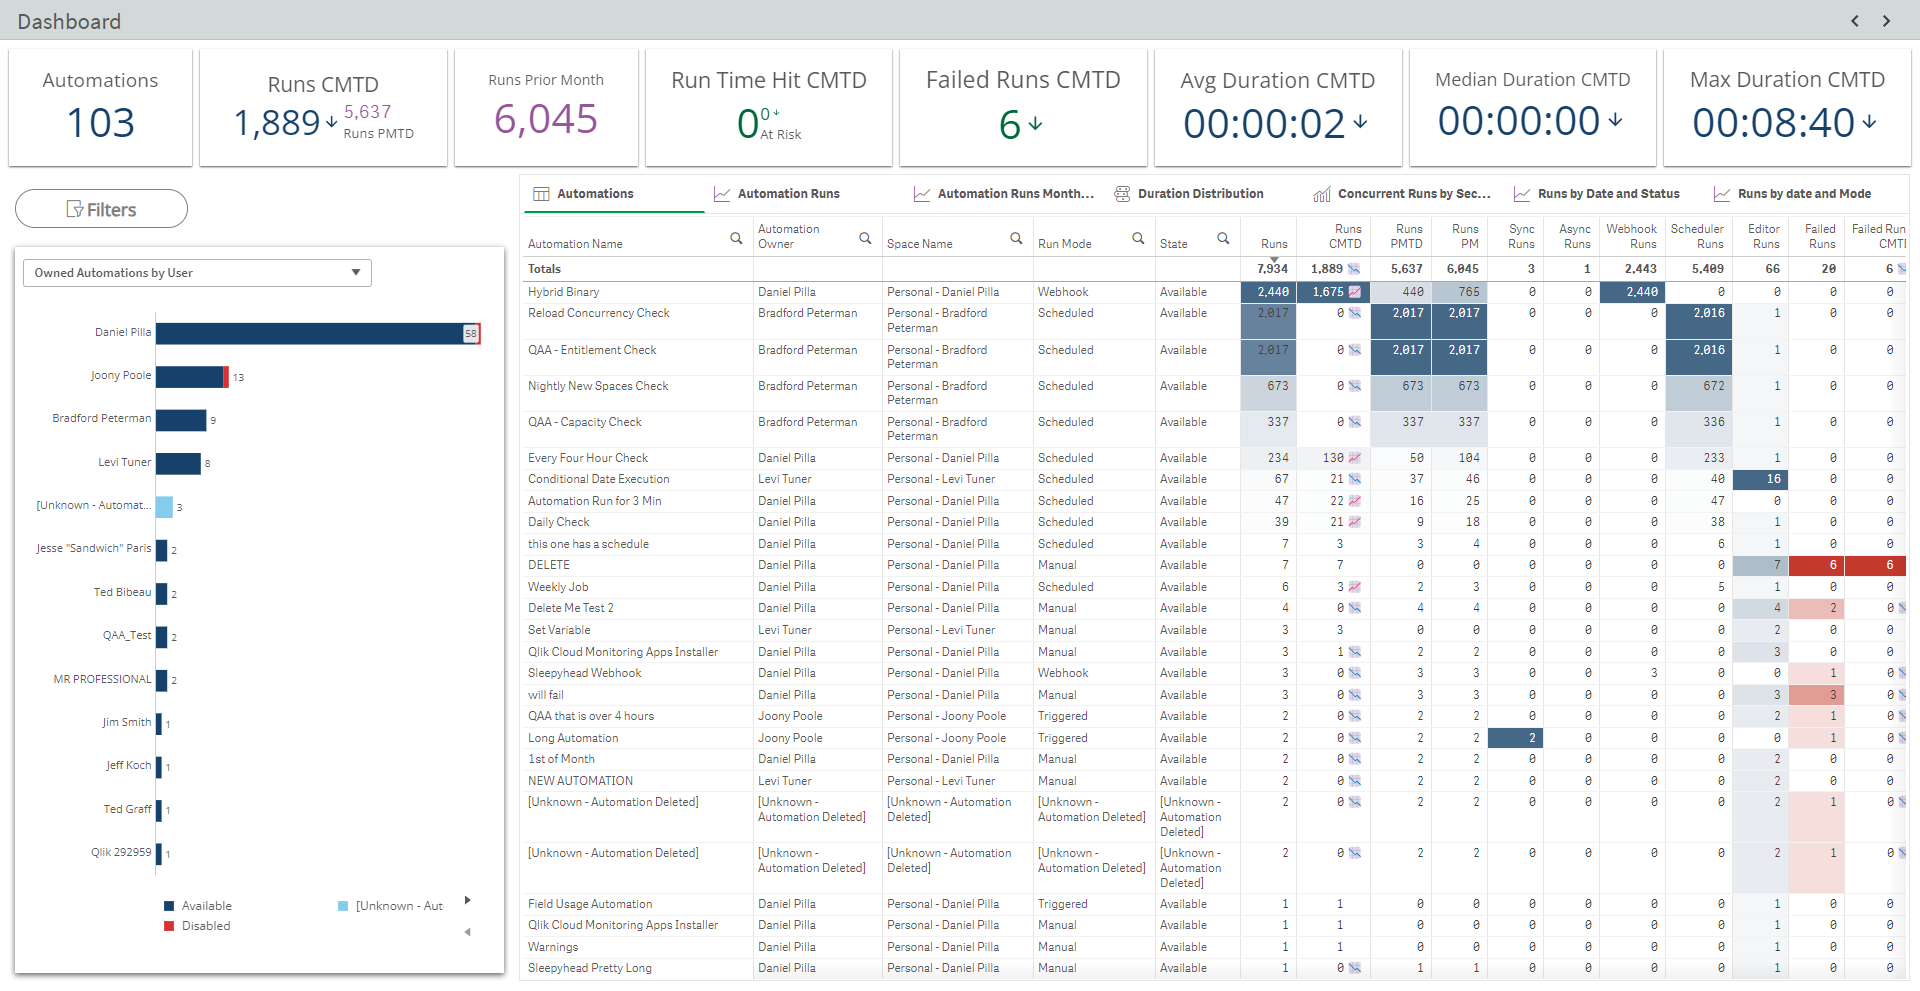 Dashboard
Automations
103
Runs CMTD
1,889 5,637
Runs PMTD
Runs Prior Month
6,045
Run Time Hit CMTD
0 0
At Risk
Failed Runs CMTD
6
Avg Duration CMTD
00:00:02
Median Duration CMTD
00:00:00
Max Duration CMTD
00:08:40
Filters
Owned Automations by User
Daniel Pilla 58
Joony Poole 13
Bradford Peterman 9
Levi Tuner 8
[Unknown - Automat... 3
Jesse "Sandwich" Paris 2
Ted Bibeau 2
QAA_Test 2
MR PROFESSIONAL 2
Jim Smith 1
Jeff Koch 1
Ted Graff 1
Qlik 292959 1
Available [Unknown - Aut
Disabled
Automations Automation Runs Automation Runs Month... Duration Distribution Concurrent Runs by Sec... Runs by Date and Status Runs by date and Mode
Automation Name Automation Owner Space Name Run Mode State Runs Runs CMTD Runs PMTD Runs PM Sync Runs Async Runs Webhook Runs Scheduler Runs Editor Runs Failed Runs Failed Run CMTI
Totals 7,934 1,889 5,637 6,045 3 1 2,443 5,409 66 20 6
Hybrid Binary Daniel Pilla Personal - Daniel Pilla Webhook Available 2,440 1,675 440 765 0 0 2,440 0 0 0 0
Reload Concurrency Check Bradford Peterman Personal - Bradford Peterman Scheduled Available 2,017 0 2,017 2,017 0 0 0 2,016 1 0 0
QAA - Entitlement Check Bradford Peterman Personal - Bradford Peterman Scheduled Available 2,017 0 2,017 2,017 0 0 0 2,016 1 0 0
Nightly New Spaces Check Bradford Peterman Personal - Bradford Peterman Scheduled Available 673 0 673 673 0 0 0 672 1 0 0
QAA - Capacity Check Bradford Peterman Personal - Bradford Peterman Scheduled Available 337 0 337 337 0 0 0 336 1 0 0
Every Four Hour Check Daniel Pilla Personal - Daniel Pilla Scheduled Available 234 130 50 104 0 0 0 233 1 0 0
Conditional Date Execution Levi Tuner Personal - Levi Tuner Scheduled Available 67 21 37 46 0 0 0 40 16 0 0
Automation Run for 3 Min Daniel Pilla Personal - Daniel Pilla Scheduled Available 47 22 16 25 0 0 0 47 0 0 0
Daily Check Daniel Pilla Personal - Daniel Pilla Scheduled Available 39 21 9 18 0 0 0 38 1 0 0
this one has a schedule Daniel Pilla Personal - Daniel Pilla Scheduled Available 7 3 3 4 0 0 0 6 1 0 0
DELETE Daniel Pilla Personal - Daniel Pilla Manual Available 7 7 0 0 0 0 0 0 7 6 6
Weekly Job Daniel Pilla Personal - Daniel Pilla Scheduled Available 6 3 2 3 0 0 0 5 1 0 0
Delete Me Test 2 Daniel Pilla Personal - Daniel Pilla Manual Available 4 0 4 4 0 0 0 0 4 2 0
Set Variable Levi Tuner Personal - Levi Tuner Manual Available 3 3 0 0 0 0 0 0 2 0 0
Qlik Cloud Monitoring Apps Installer Daniel Pilla Personal - Daniel Pilla Manual Available 3 1 2 2 0 0 0 0 3 0 0
Sleepyhead Webhook Daniel Pilla Personal - Daniel Pilla Webhook Available 3 0 3 3 0 0 3 0 0 1 0
will fail Daniel Pilla Personal - Daniel Pilla Manual Available 3 0 3 3 0 0 0 0 3 3 0
QAA that is over 4 hours Joony Poole Personal - Joony Poole Triggered Available 2 0 2 2 0 0 0 0 2 1 0
Long Automation Joony Poole Personal - Joony Poole Triggered Available 2 0 2 2 2 0 0 0 0 1 0
1st of Month Daniel Pilla Personal - Daniel Pilla Manual Available 2 0 2 2 0 0 0 0 2 0 0
NEW AUTOMATION Levi Tuner Personal - Levi Tuner Manual Available 2 0 2 2 0 0 0 0 2 0 0
[Unknown - Automation Deleted] [Unknown - Automation Deleted] [Unknown - Automation Deleted] [Unknown - Automation Deleted] [Unknown - Automation Deleted] 2 0 2 2 0 0 0 0 2 1 0
[Unknown - Automation Deleted] [Unknown - Automation Deleted] [Unknown - Automation Deleted] [Unknown - Automation Deleted] [Unknown - Automation Deleted] 2 0 2 2 0 0 0 0 2 1 0
Field Usage Automation Daniel Pilla Personal - Daniel Pilla Triggered Available 1 1 0 0 0 0 0 0 1 0 0
Qlik Cloud Monitoring Apps Installer Daniel Pilla Personal - Daniel Pilla Manual Available 1 1 0 0 0 0 0 0 1 0 0
Warnings Daniel Pilla Personal - Daniel Pilla Manual Available 1 1 0 0 0 0 0 0 1 0 0
Sleepyhead Pretty Long Daniel Pilla Personal - Daniel Pilla Manual Available 1 0 1 1 0 0 0 0 1 0 0